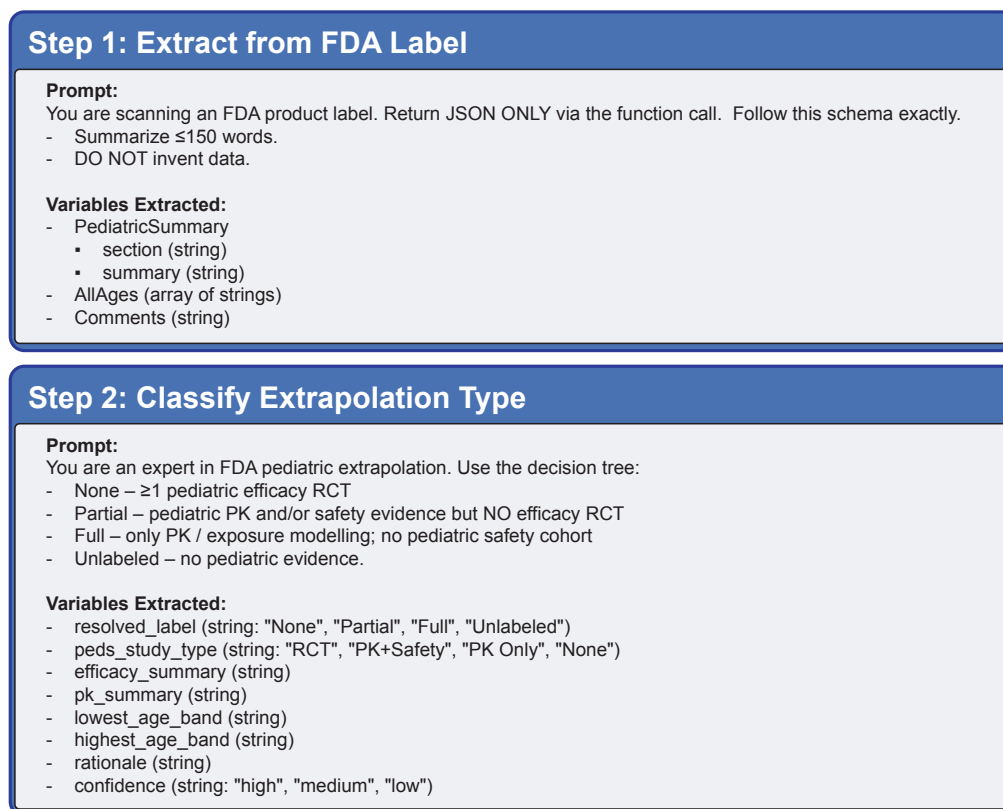 Step 1: Extract from FDA Label
Prompt:
You are scanning an FDA product label. Return JSON ONLY via the function call.  Follow this schema exactly.
- Summarize ≤150 words.
- DO NOT invent data.
Variables Extracted:
- PediatricSummary
▪ section (string)
▪ summary (string)
- AllAges (array of strings)
- Comments (string)
Step 2: Classify Extrapolation Type
Prompt:
You are an expert in FDA pediatric extrapolation. Use the decision tree:
- None – ≥1 pediatric efficacy RCT
- Partial – pediatric PK and/or safety evidence but NO efficacy RCT
- Full – only PK / exposure modelling; no pediatric safety cohort
- Unlabeled – no pediatric evidence.
Variables Extracted:
- resolved_label (string: "None", "Partial", "Full", "Unlabeled")
- peds_study_type (string: "RCT", "PK+Safety", "PK Only", "None")
- efficacy_summary (string)
- pk_summary (string)
- lowest_age_band (string)
- highest_age_band (string)
- rationale (string)
- confidence (string: "high", "medium", "low")